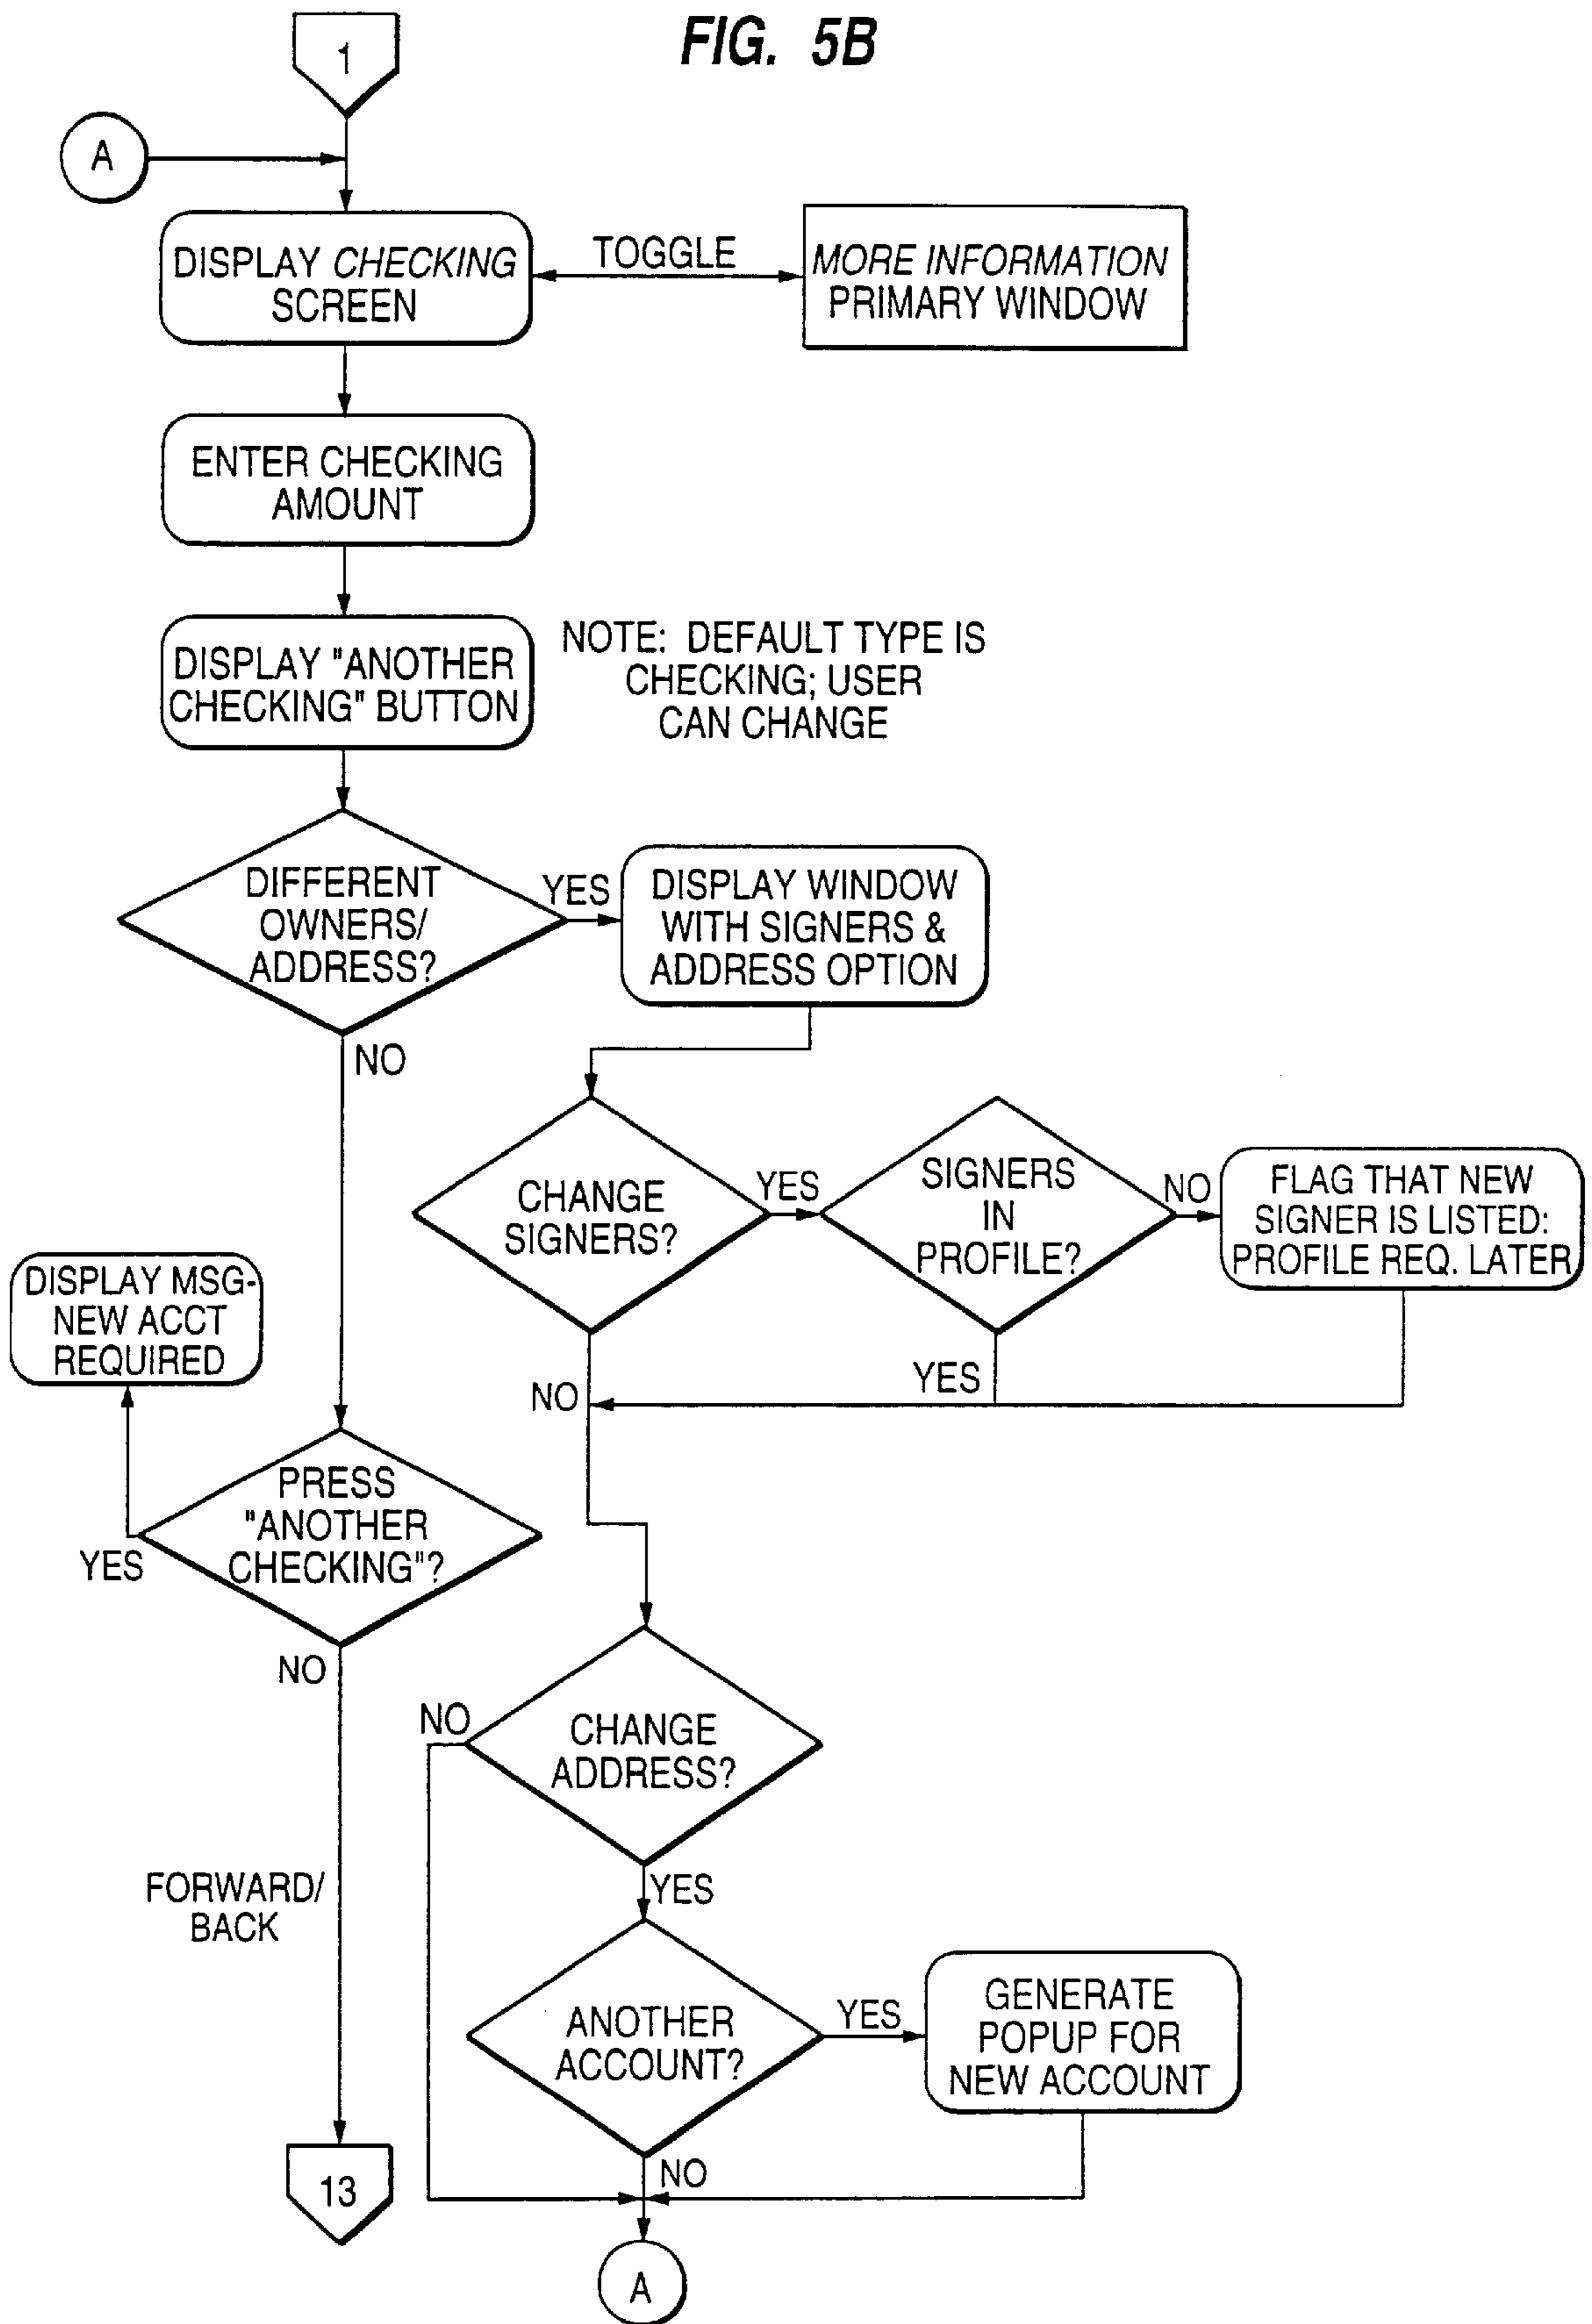 FIG. 5B
1
A
DISPLAY CHECKING
SCREEN
TOGGLE
MORE INFORMATION
PRIMARY WINDOW
ENTER CHECKING
AMOUNT
DISPLAY "ANOTHER
CHECKING" BUTTON
NOTE: DEFAULT TYPE IS
CHECKING; USER
CAN CHANGE
DIFFERENT
OWNERS/
ADDRESS?
YES
DISPLAY WINDOW
WITH SIGNERS &
ADDRESS OPTION
NO
CHANGE
SIGNERS?
YES
SIGNERS
IN
PROFILE?
NO
FLAG THAT NEW
SIGNER IS LISTED:
PROFILE REQ. LATER
YES
NO
DISPLAY MSG-
NEW ACCT
REQUIRED
PRESS
"ANOTHER
CHECKING"?
YES
NO
FORWARD/
BACK
13
CHANGE
ADDRESS?
NO
YES
ANOTHER
ACCOUNT?
YES
GENERATE
POPUP FOR
NEW ACCOUNT
NO
A